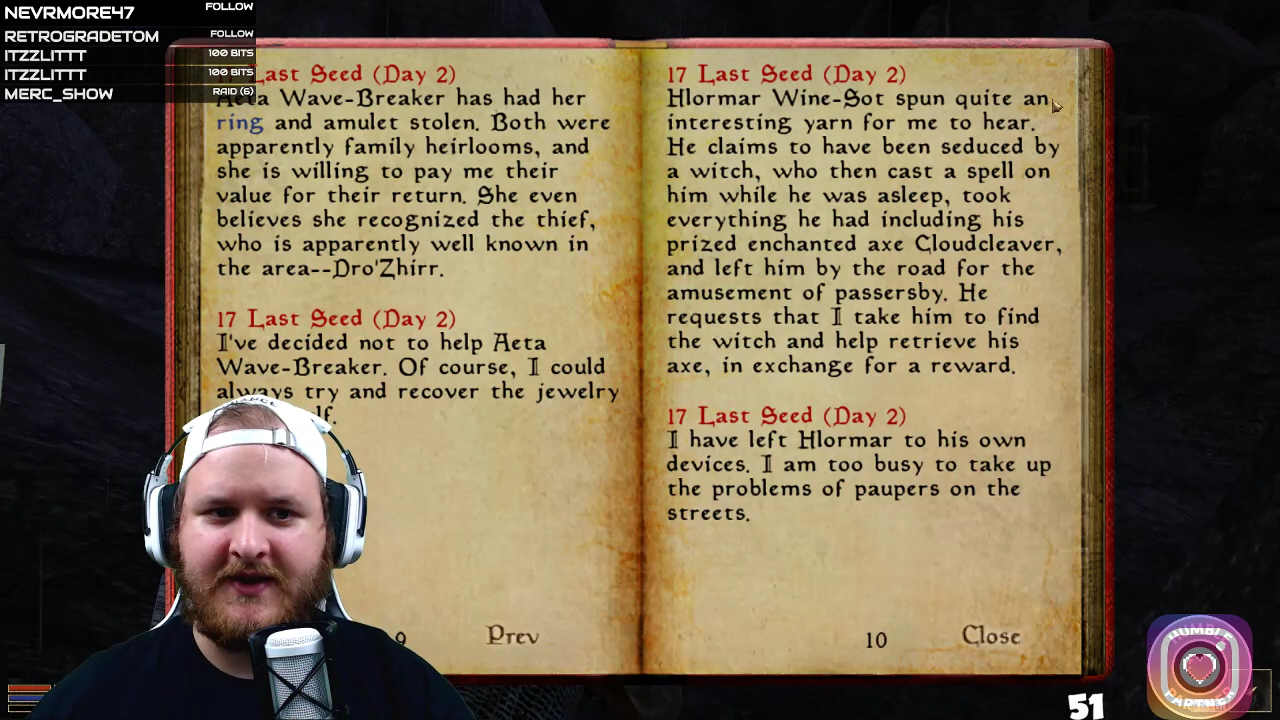 NEVRMORE47 FOLLOW
RETROGRADETOM FOLLOW
ITZZLITTT 100 BITS
ITZZLITTT 100 BITS
MERC_SHOW RAID (6)
Last Seed (Day 2)
Aeta Wave-Breaker has had her
ring and amulet stolen. Both were
apparently family heirlooms, and
she is willing to pay me their
value for their return. She even
believes she recognized the thief,
who is apparently well known in
the area--Dro'Zhirr.
17 Last Seed (Day 2)
I've decided not to help Aeta
Wave-Breaker. Of course, I could
always try and recover the jewelry
lf.
9
Prev
17 Last Seed (Day 2)
Hlormar Wine-Sot spun quite an
interesting yarn for me to hear.
He claims to have been seduced by
a witch, who then cast a spell on
him while he was asleep, took
everything he had including his
prized enchanted axe Cloudcleaver,
and left him by the road for the
amusement of passersby. He
requests that I take him to find
the witch and help retrieve his
axe, in exchange for a reward.
17 Last Seed (Day 2)
I have left Hlormar to his own
devices. I am too busy to take up
the problems of paupers on the
streets.
10
Close
HUMBLE
PARTNER
51